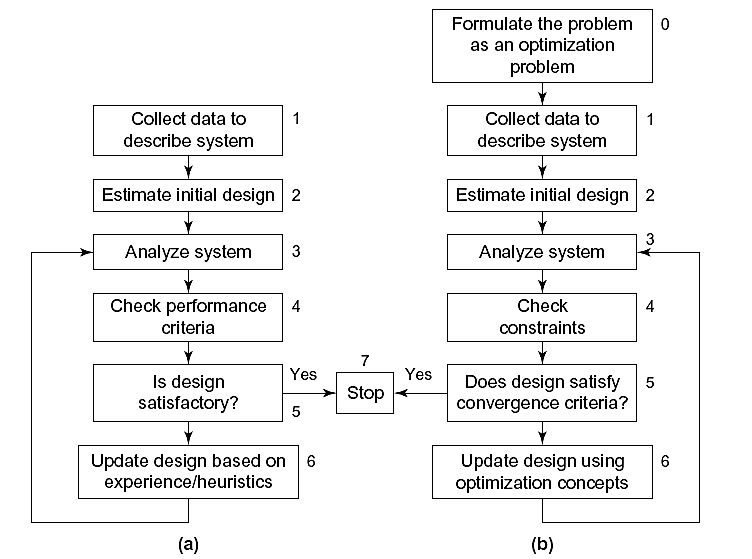 Formulate the problem
as an optimization
problem
0
Collect data to
describe system
1
Collect data to
describe system
1
Estimate initial design
2
Estimate initial design
2
Analyze system
3
Analyze system
3
Check performance
criteria
4
Check
constraints
4
Is design
satisfactory?
Yes
5
7
Stop
Yes
Does design satisfy
convergence criteria?
5
Update design based on
experience/heuristics
6
Update design using
optimization concepts
6
(a)
(b)